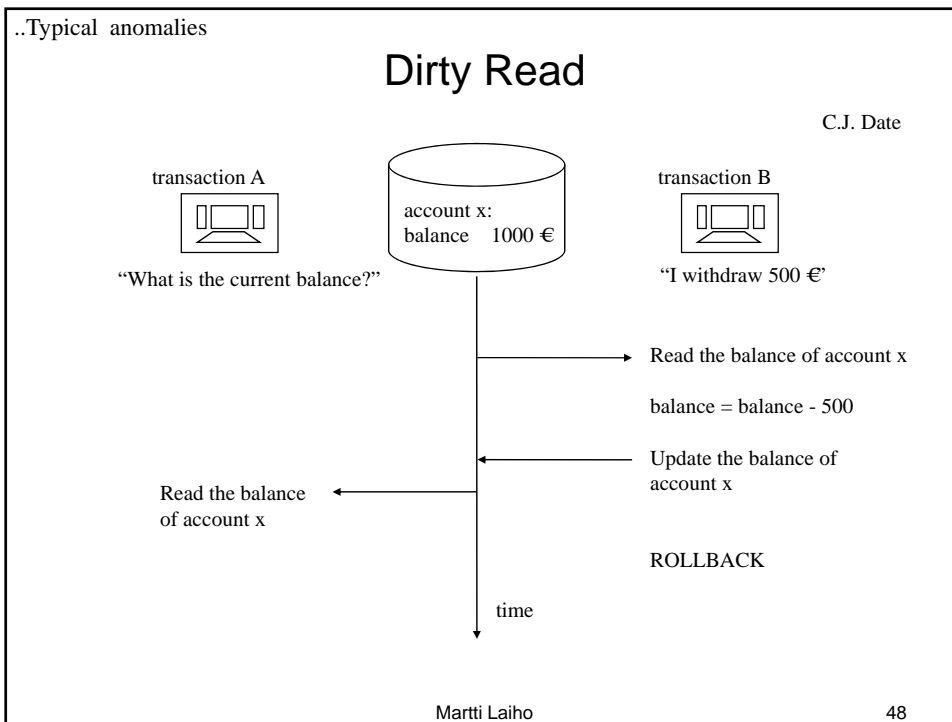 ..Typical anomalies
Dirty Read
C.J. Date
transaction A
transaction B
account x:
balance 1000 €
“What is the current balance?”
“I withdraw 500 €’
Read the balance of account x
balance = balance - 500
Update the balance of
account x
Read the balance
of account x
ROLLBACK
time
Martti Laiho
48